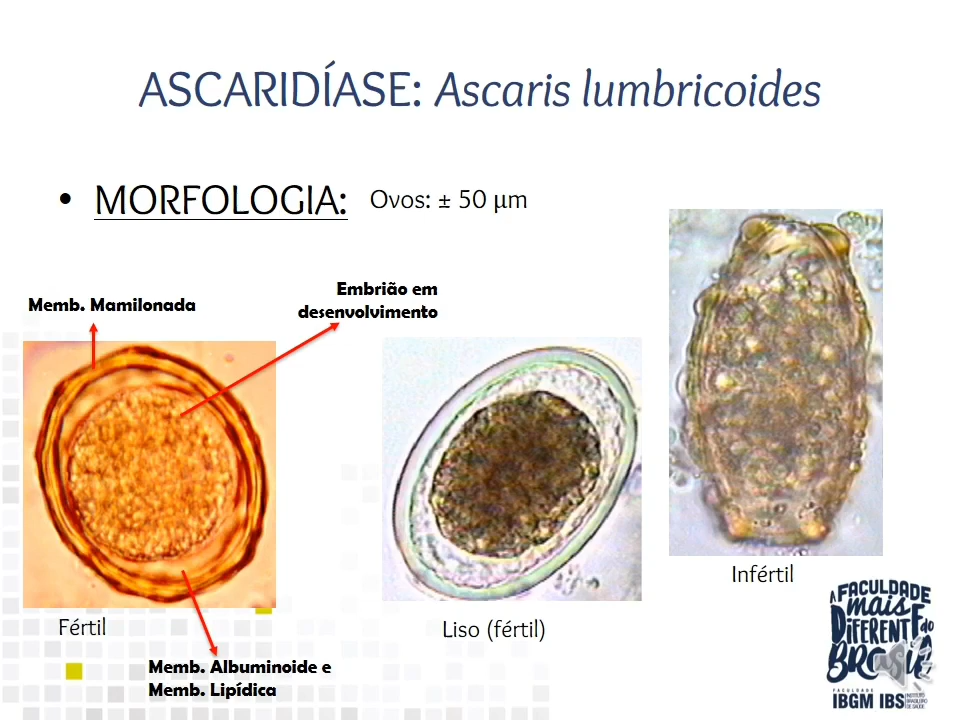 ASCARIDÍASE: Ascaris lumbricoides
• MORFOLOGIA: Ovos: ± 50 µm
Memb. Mamilonada
Embrião em
desenvolvimento
Fértil
Liso (fértil)
Infértil
Memb. Albuminoide e
Memb. Lipídica
A FACULDADE
mais
DIFERENTE do
BRASIL
FACULDADE
IBGM IBS
INSTITUTO
BRASILEIRO
DE SAÚDE